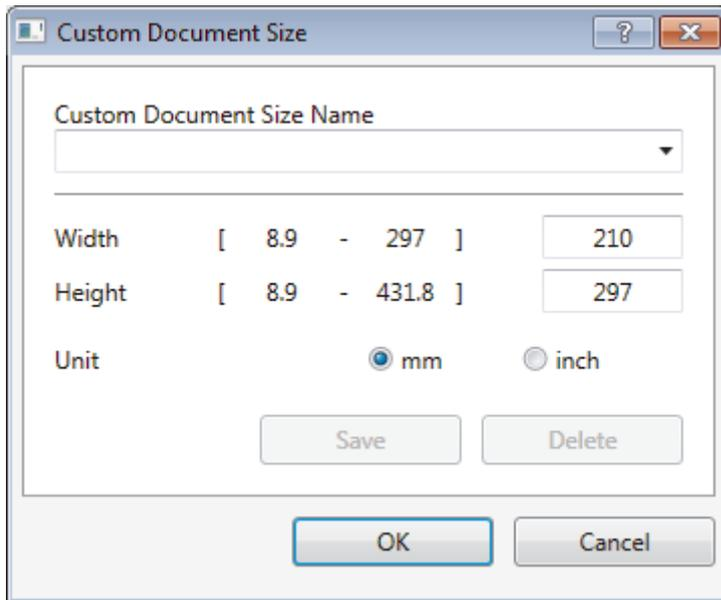 Custom Document Size
Custom Document Size Name
Width [ 8.9 - 297 ] 210
Height [ 8.9 - 431.8 ] 297
Unit mm inch
Save Delete
OK Cancel